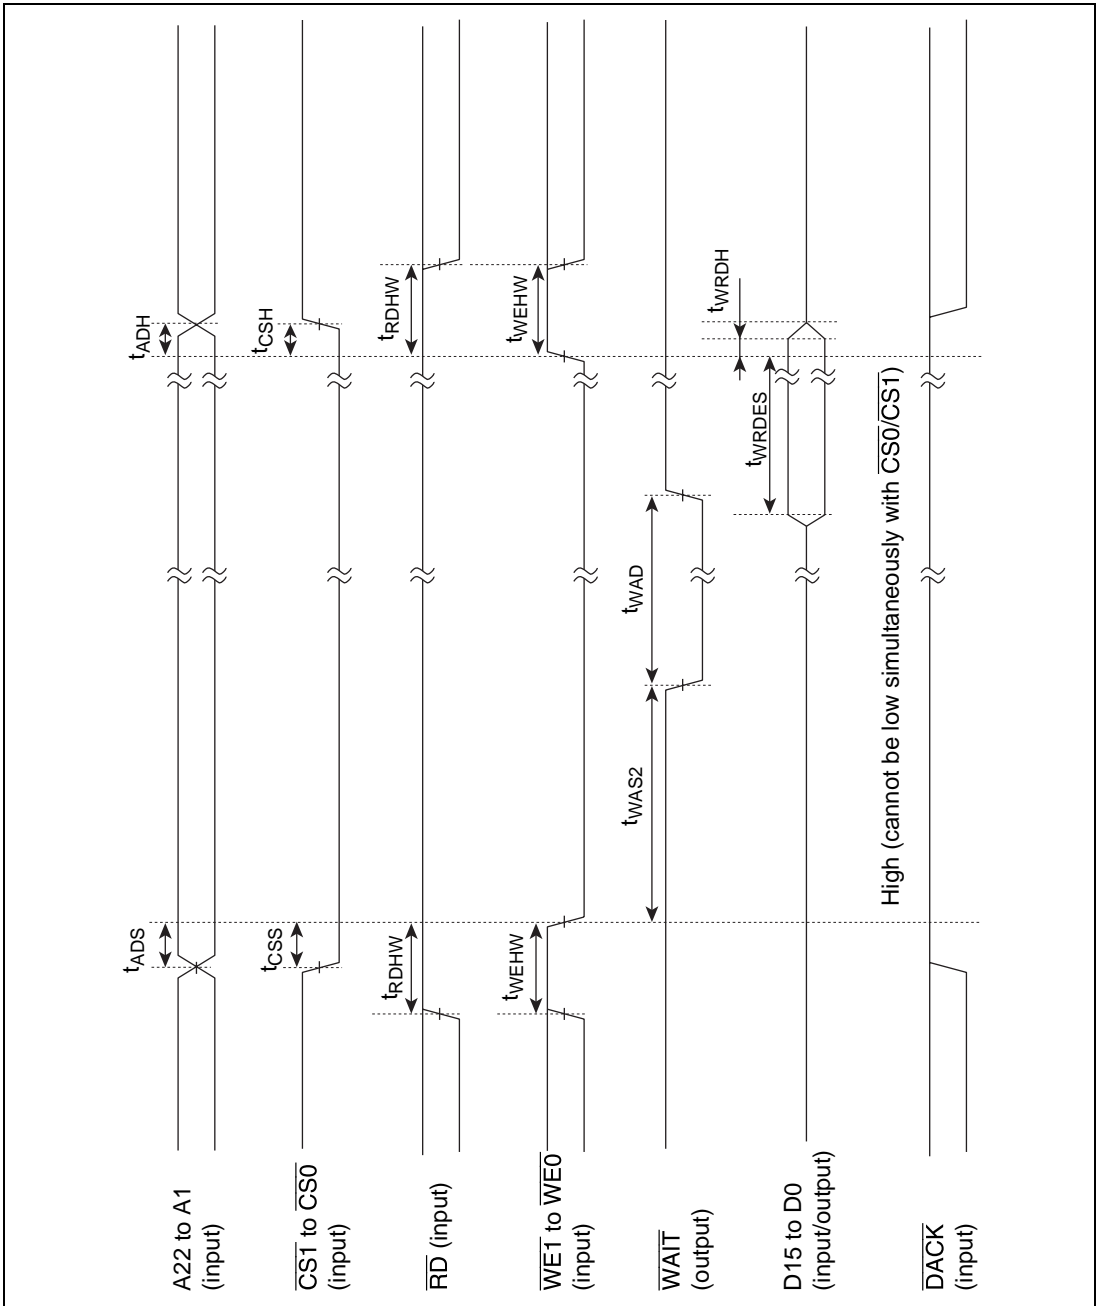 A22 to A1
(input)
tADS
tADH
CS1 to CS0
(input)
tCSS
tCSH
RD (input)
tRDHW
tRDHW
WE1 to WE0
(input)
tWEHW
tWEHW
WAIT
(output)
tWAS2
tWAD
D15 to D0
(input/output)
tWRDES
tWRDH
High (cannot be low simultaneously with CS0/CS1)
DACK
(input)